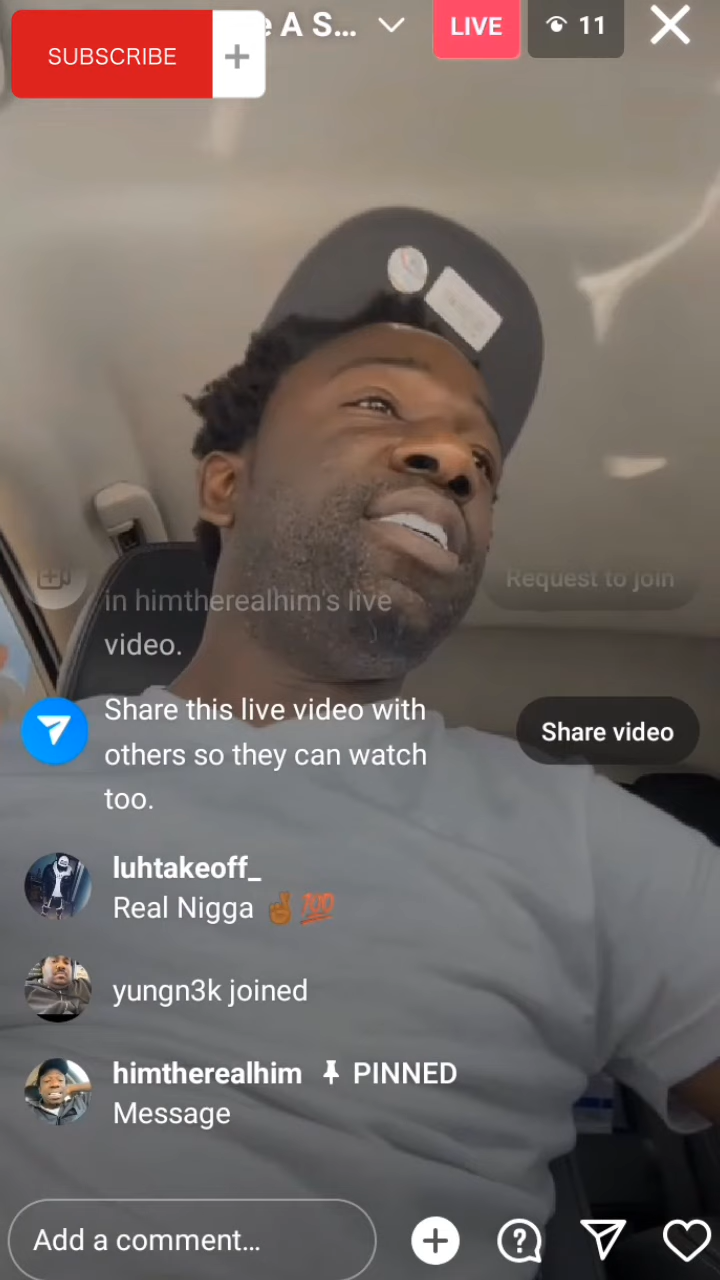 SUBSCRIBE +
e A S...
LIVE
11
Request to join
in himtherealhim's live
video.
Share this live video with
others so they can watch
too.
Share video
luhtakeoff_
Real Nigga 🤞🏾💯
yungn3k joined
himtherealhim PINNED
Message
Add a comment...